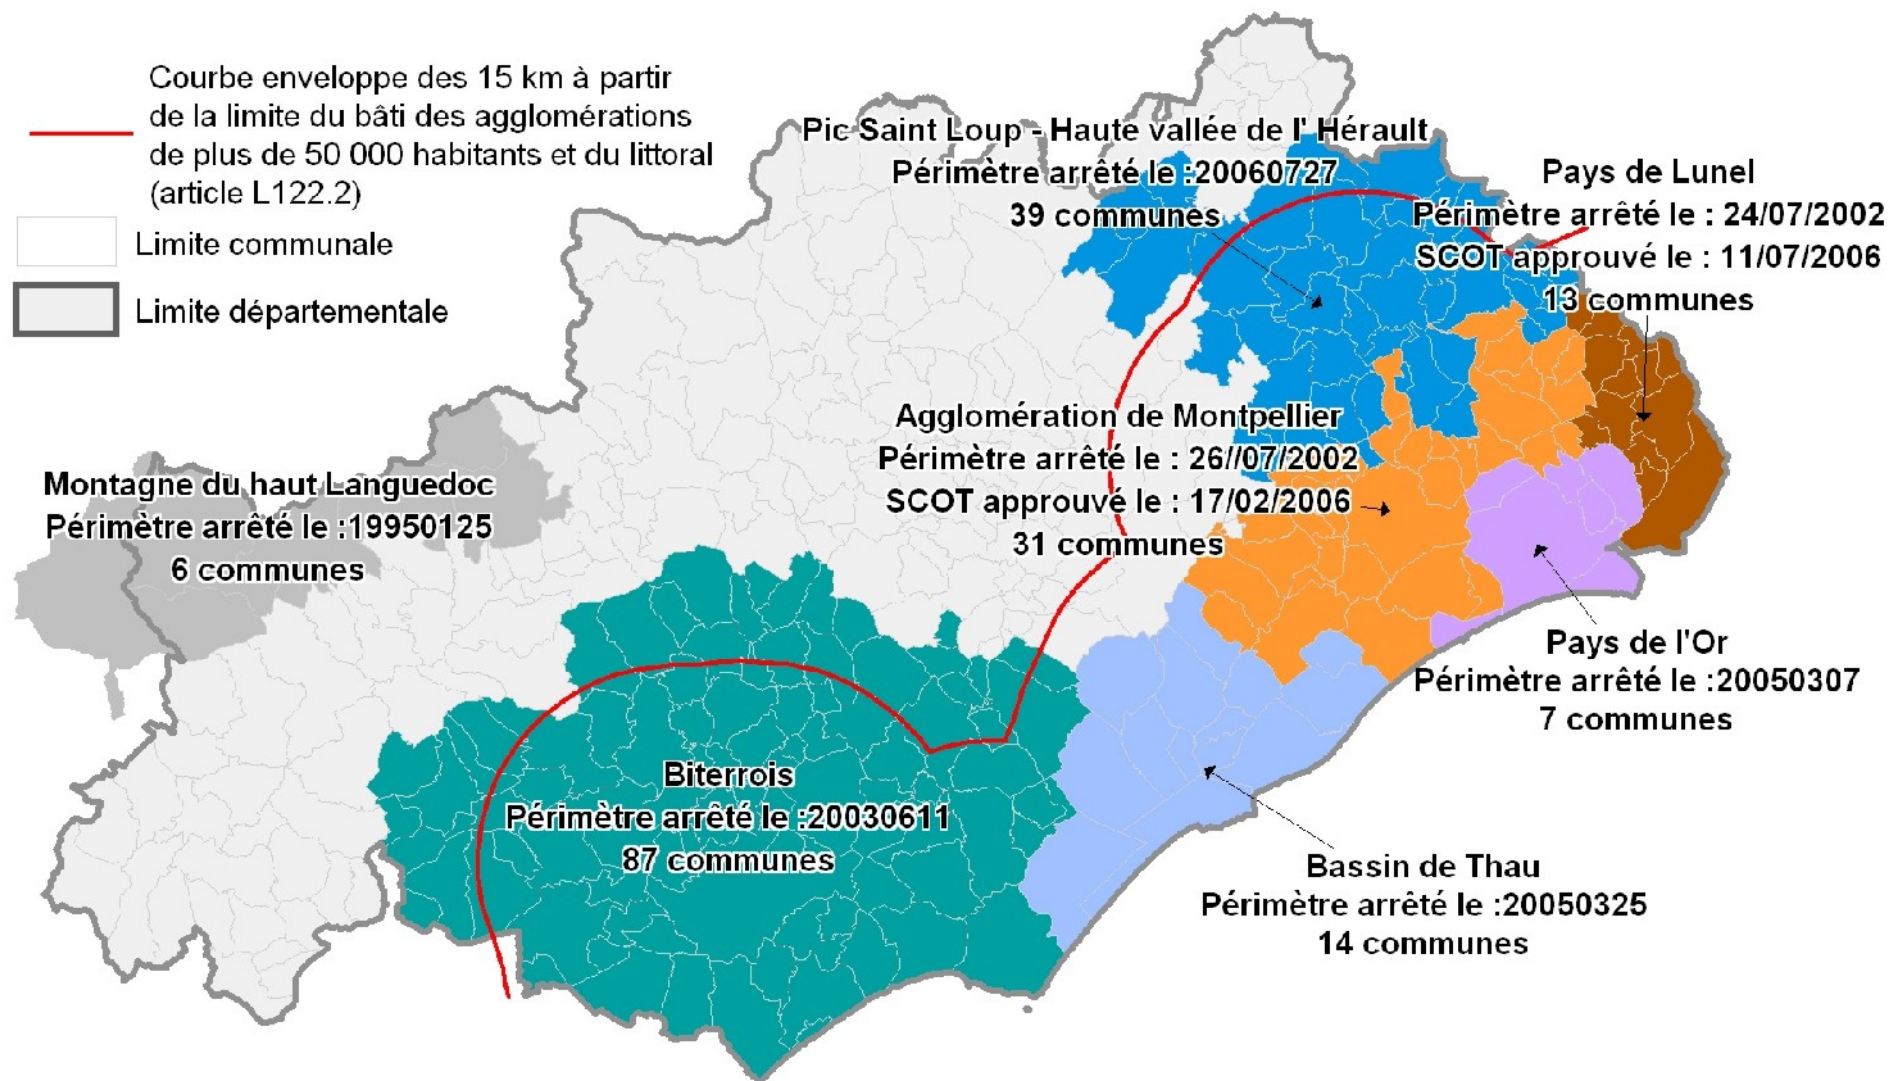 Courbe enveloppe des 15 km à partir
de la limite du bâti des agglomérations
de plus de 50 000 habitants et du littoral
(article L122.2)
Limite communale
Limite départementale
Pic Saint Loup - Haute vallée de l' Hérault
Périmètre arrêté le :20060727
39 communes
Pays de Lunel
Périmètre arrêté le : 24/07/2002
SCOT approuvé le : 11/07/2006
13 communes
Agglomération de Montpellier
Périmètre arrêté le : 26//07/2002
SCOT approuvé le : 17/02/2006
31 communes
Montagne du haut Languedoc
Périmètre arrêté le :19950125
6 communes
Pays de l'Or
Périmètre arrêté le :20050307
7 communes
Biterrois
Périmètre arrêté le :20030611
87 communes
Bassin de Thau
Périmètre arrêté le :20050325
14 communes